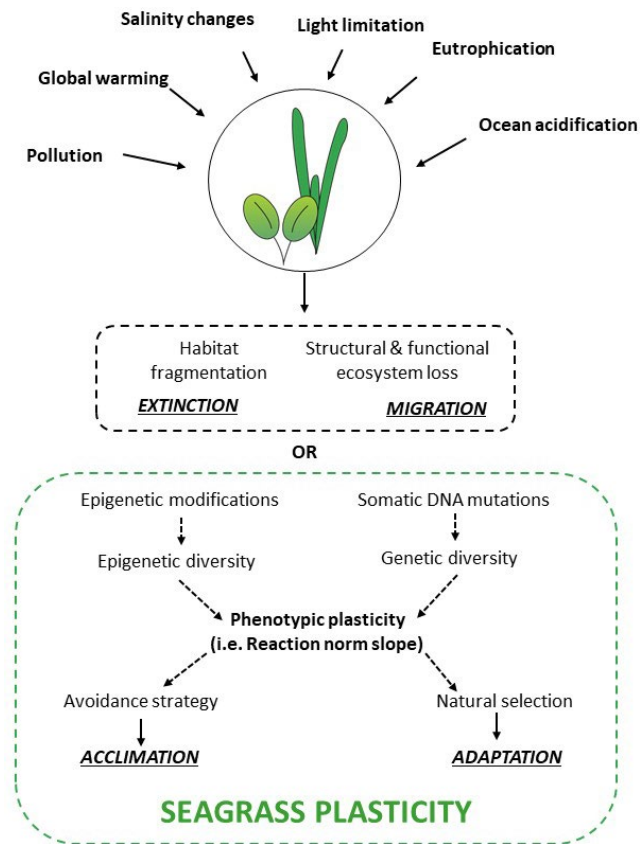 Salinity changes
Light limitation
Eutrophication
Global warming
Ocean acidification
Pollution
Habitat
fragmentation
EXTINCTION
Structural & functional
ecosystem loss
MIGRATION
OR
Epigenetic modifications
Somatic DNA mutations
Epigenetic diversity
Genetic diversity
Phenotypic plasticity
(i.e. Reaction norm slope)
Avoidance strategy
Natural selection
ACCLIMATION
ADAPTATION
SEAGRASS PLASTICITY